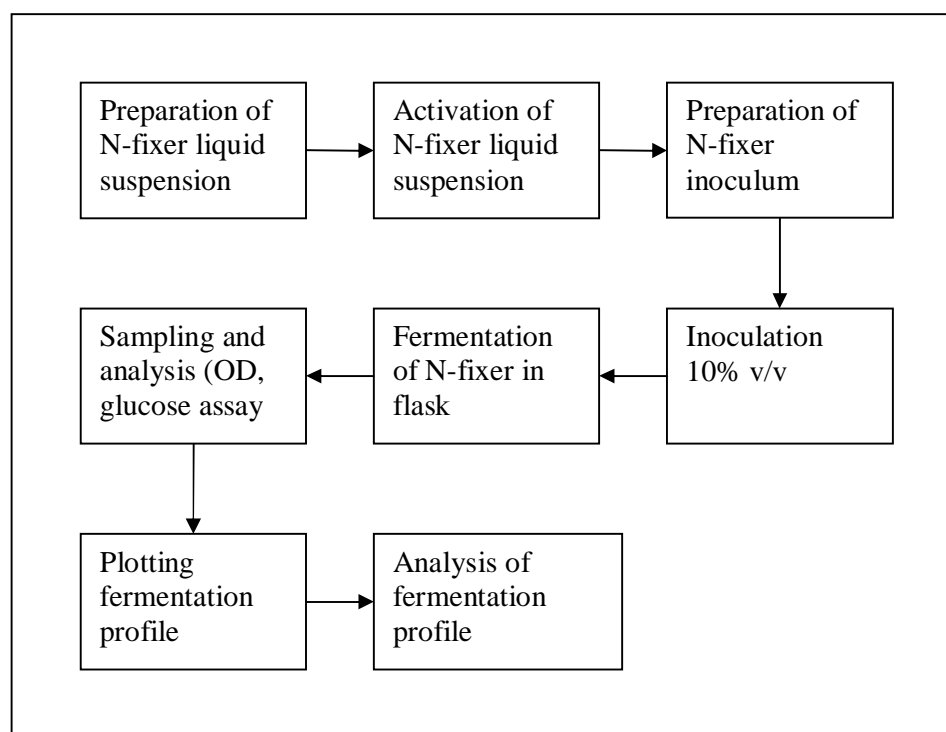 Preparation of
N-fixer liquid
suspension
Activation of
N-fixer liquid
suspension
Preparation of
N-fixer
inoculum
Inoculation
10% v/v
Fermentation
of N-fixer in
flask
Sampling and
analysis (OD,
glucose assay
Plotting
fermentation
profile
Analysis of
fermentation
profile